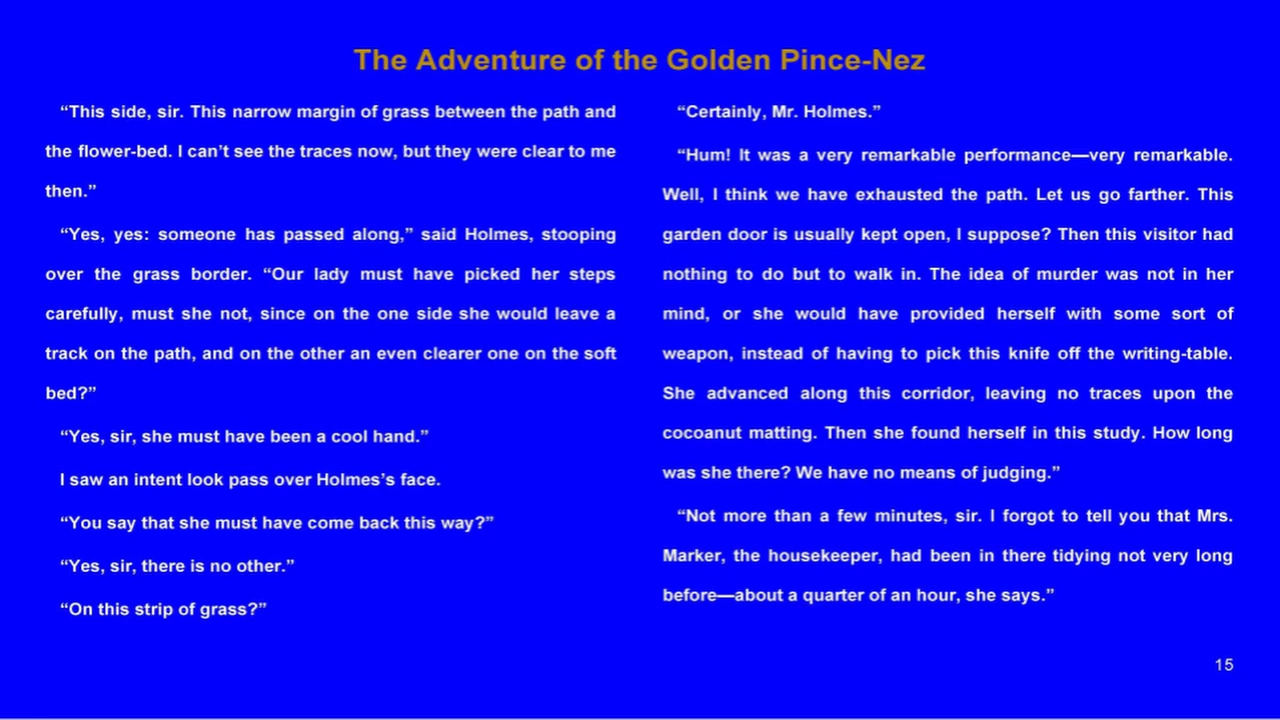 The Adventure of the Golden Pince-Nez
“This side, sir. This narrow margin of grass between the path and
the flower-bed. I can’t see the traces now, but they were clear to me
then.”
“Yes, yes: someone has passed along,” said Holmes, stooping
over the grass border. “Our lady must have picked her steps
carefully, must she not, since on the one side she would leave a
track on the path, and on the other an even clearer one on the soft
bed?”
“Yes, sir, she must have been a cool hand.”
I saw an intent look pass over Holmes’s face.
“You say that she must have come back this way?”
“Yes, sir, there is no other.”
“On this strip of grass?”
“Certainly, Mr. Holmes.”
“Hum! It was a very remarkable performance—very remarkable.
Well, I think we have exhausted the path. Let us go farther. This
garden door is usually kept open, I suppose? Then this visitor had
nothing to do but to walk in. The idea of murder was not in her
mind, or she would have provided herself with some sort of
weapon, instead of having to pick this knife off the writing-table.
She advanced along this corridor, leaving no traces upon the
cocoanut matting. Then she found herself in this study. How long
was she there? We have no means of judging.”
“Not more than a few minutes, sir. I forgot to tell you that Mrs.
Marker, the housekeeper, had been in there tidying not very long
before—about a quarter of an hour, she says.”
15